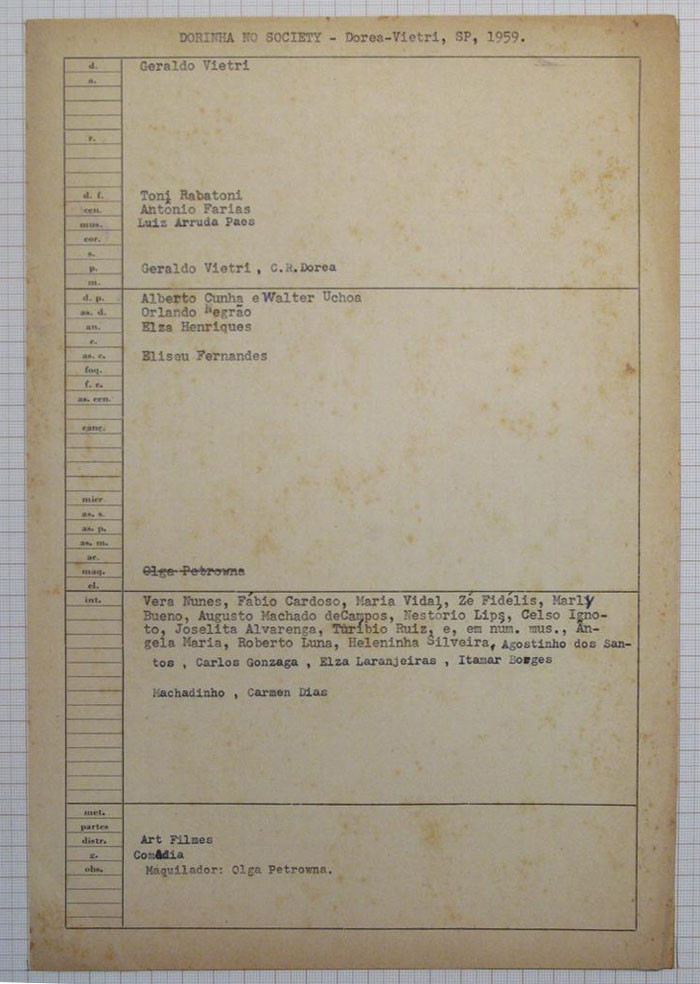 DORINHA NO SOCIETY - Dorea-Vietri, SP, 1959.
d. Geraldo Vietri
a.
r.
d. f. Toni Rabatoni
cen. António Farias
mus. Luiz Arruda Paes
cor.
s.
p. Geraldo Vietri , C.R.Dorea
m.
d. p. Alberto Cunha e Walter Uchoa
as. d. Orlando Negrão
an. Elza Henriques
c.
as. c. Eliseu Fernandes
foq.
f. c.
as. cen.
canç.
micr
as. s.
as. p.
as. m.
ac.
maq. Olga Petrowna
el.
int. Vera Nunes, Fábio Cardoso, Maria Vidal, Zé Fidélis, Marly
Bueno, Augusto Machado deCampos, Nestório Lips, Celso Igno-
to, Joselita Alvarenga, Turíbio Ruiz, e, em num. mus., Ân-
gela Maria, Roberto Luna, Heleninha Silveira, Agostinho dos San-
tos , Carlos Gonzaga , Elza Laranjeiras , Itamar Borges
Machadinho , Carmen Dias
met.
partes
distr. Art Filmes
g. Comédia
obs. Maquilador: Olga Petrowna.